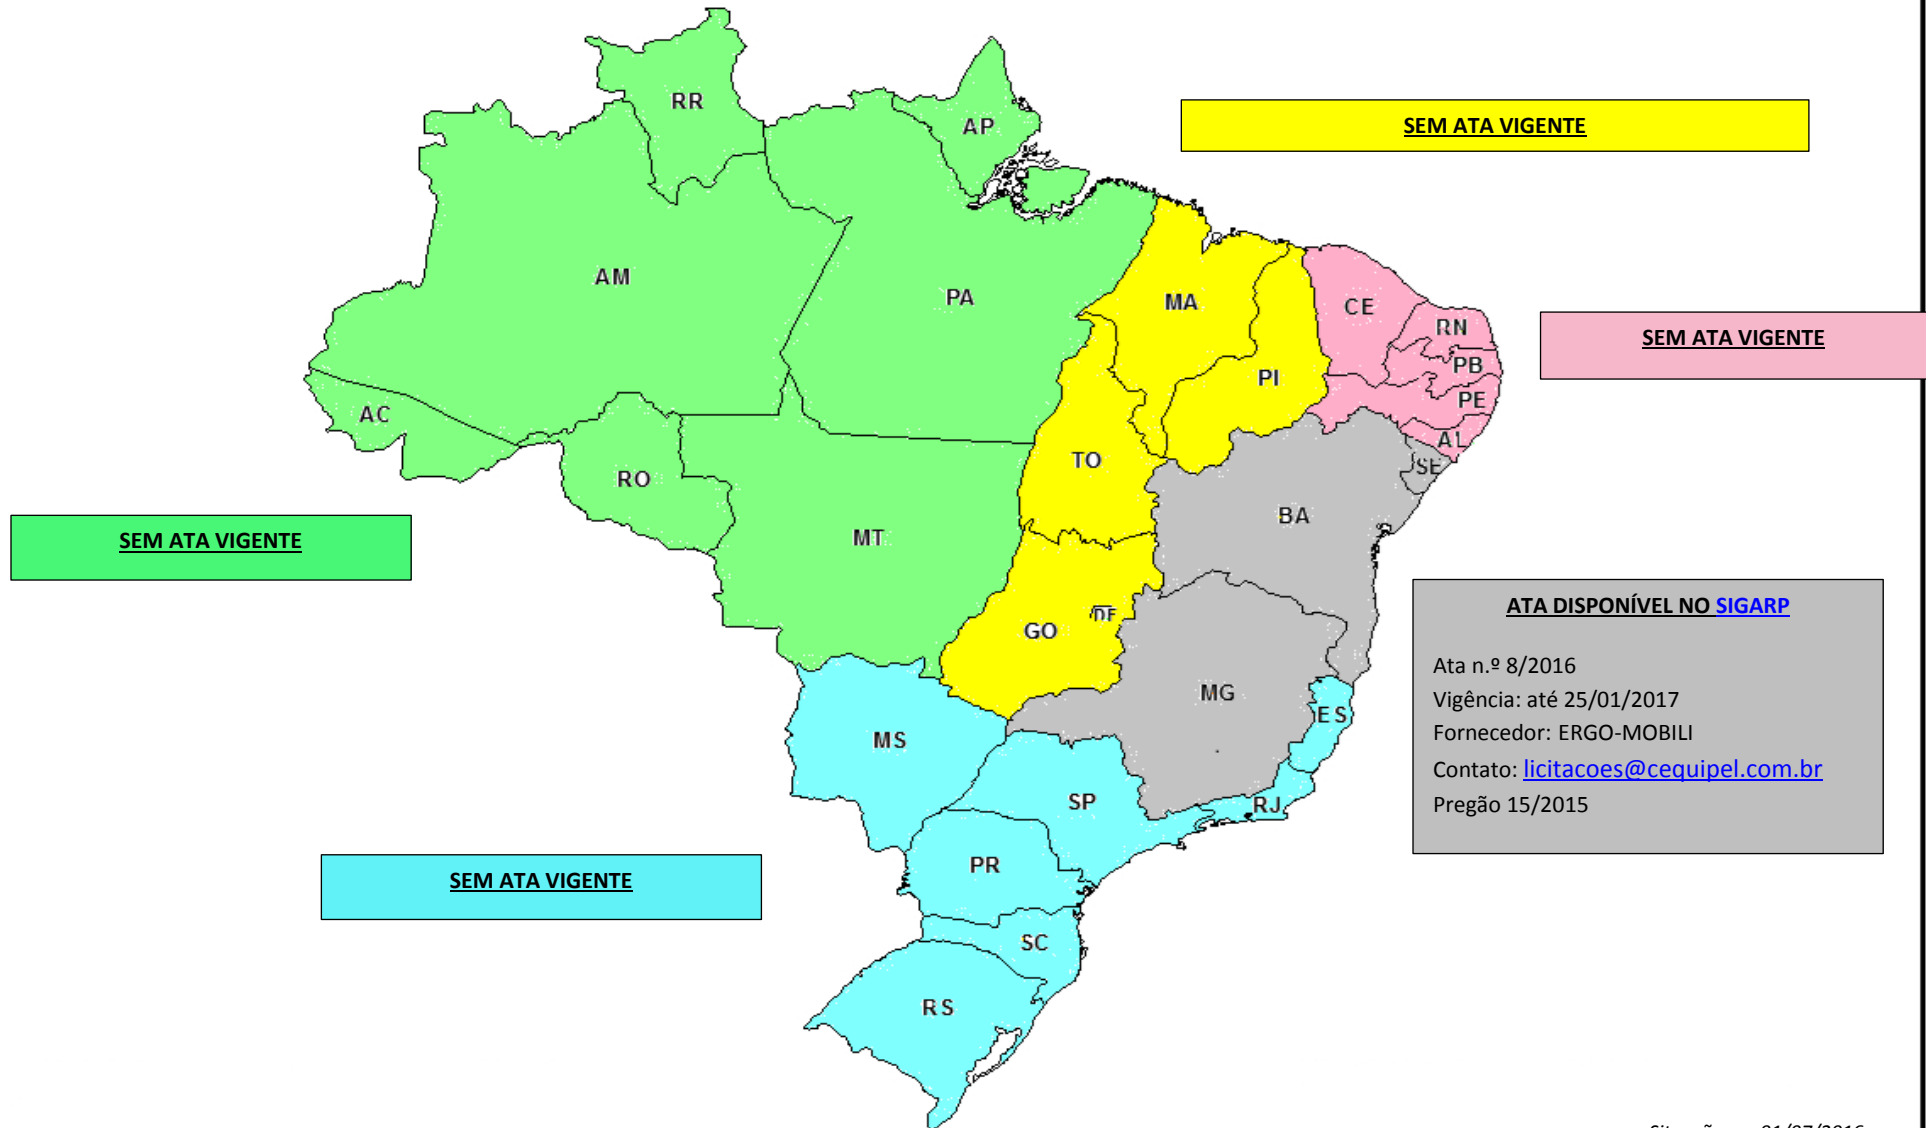 RR
AP
SEM ATA VIGENTE
AM
PA
MA
CE
RN
SEM ATA VIGENTE
PB
PI
PE
AC
AL
TO
SE
RO
BA
SEM ATA VIGENTE
MT
ATA DISPONÍVEL NO SIGARP
DF
GO
Ata n.º 8/2016
MG
Vigência: até 25/01/2017
ES
Fornecedor: ERGO-MOBILI
MS
Contato: licitacoes@cequipel.com.br
SP
RJ
Pregão 15/2015
PR
SEM ATA VIGENTE
SC
RS
01/07/2016